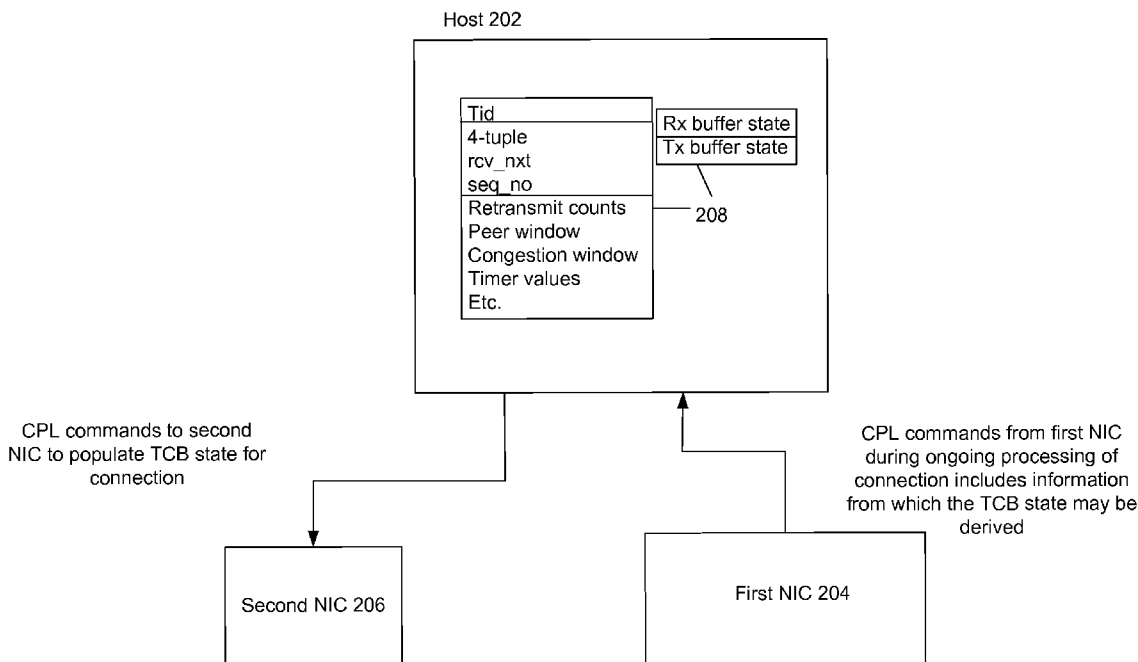 Host 202
Tid
4-tuple
rcv_nxt
seq_no
Retransmit counts
Peer window
Congestion window
Timer values
Etc.
Rx buffer state
Tx buffer state
208
CPL commands to second
NIC to populate TCB state for
connection
CPL commands from first NIC
during ongoing processing of
connection includes information
from which the TCB state may be
derived
Second NIC 206
First NIC 204